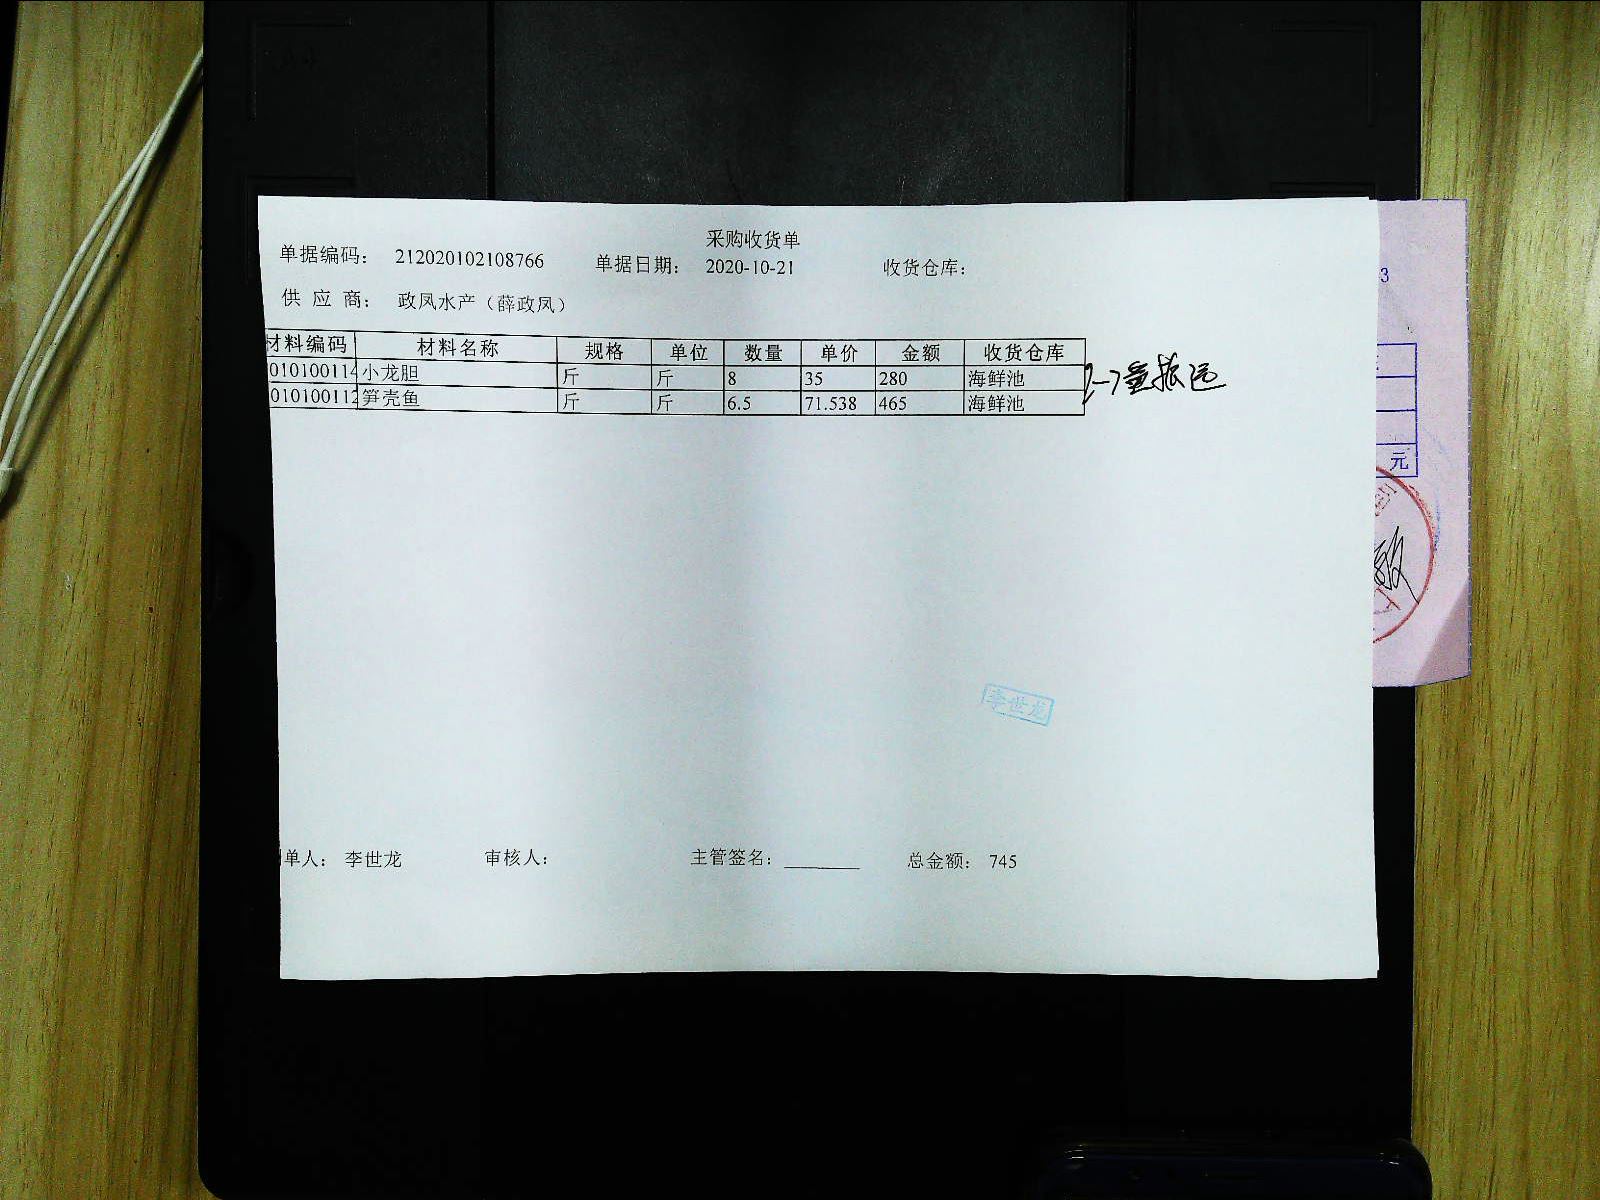 采购收货单
单据编码： 212020102108766 单据日期： 2020-10-21 收货仓库：
供 应 商： 政凤水产（薛政凤）
材料编码 材料名称 规格 单位 数量 单价 金额 收货仓库
010100114 小龙胆 斤 斤 8 35 280 海鲜池
010100112 笋壳鱼 斤 斤 6.5 71.538 465 海鲜池
3
元
李世龙
单人： 李世龙 审核人： 主管签名： 总金额： 745